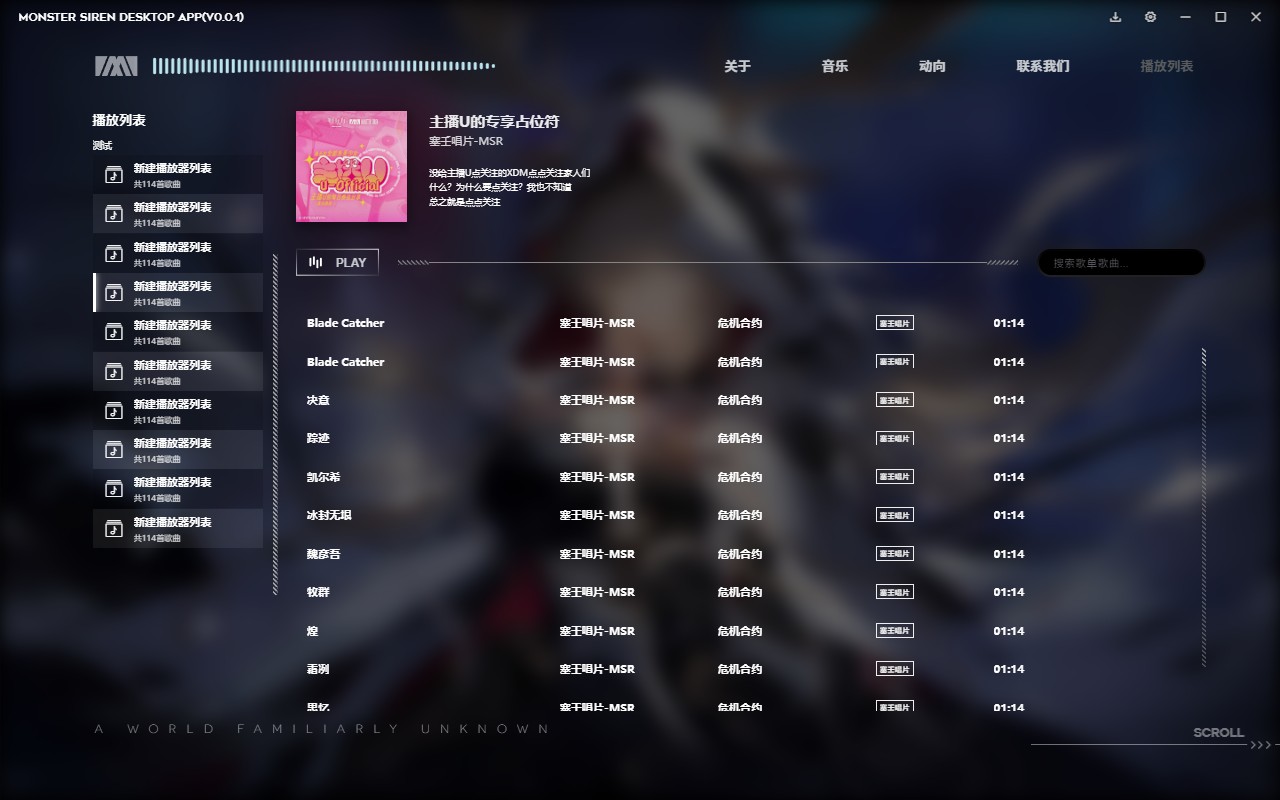 MONSTER SIREN DESKTOP APP(V0.0.1)
关于
音乐
动向
联系我们
播放列表
播放列表
测试
新建播放器列表
共114首歌曲
新建播放器列表
共114首歌曲
新建播放器列表
共114首歌曲
新建播放器列表
共114首歌曲
新建播放器列表
共114首歌曲
新建播放器列表
共114首歌曲
新建播放器列表
共114首歌曲
新建播放器列表
共114首歌曲
新建播放器列表
共114首歌曲
新建播放器列表
共114首歌曲
主播U
U-Official
主播U的专享占位符
塞壬唱片-MSR
没给主播U点关注的XDM点点关注家人们
什么？为什么要点关注？我也不知道
总之就是点点关注
PLAY
搜索歌单歌曲...
Blade Catcher 塞壬唱片-MSR 危机合约 塞壬唱片 01:14
Blade Catcher 塞壬唱片-MSR 危机合约 塞壬唱片 01:14
决意 塞壬唱片-MSR 危机合约 塞壬唱片 01:14
踪迹 塞壬唱片-MSR 危机合约 塞壬唱片 01:14
凯尔希 塞壬唱片-MSR 危机合约 塞壬唱片 01:14
冰封无垠 塞壬唱片-MSR 危机合约 塞壬唱片 01:14
魏彦吾 塞壬唱片-MSR 危机合约 塞壬唱片 01:14
牧群 塞壬唱片-MSR 危机合约 塞壬唱片 01:14
煌 塞壬唱片-MSR 危机合约 塞壬唱片 01:14
语冽 塞壬唱片-MSR 危机合约 塞壬唱片 01:14
思忆 塞壬唱片-MSR 危机合约 塞壬唱片 01:14
A WORLD FAMILIARLY UNKNOWN
SCROLL